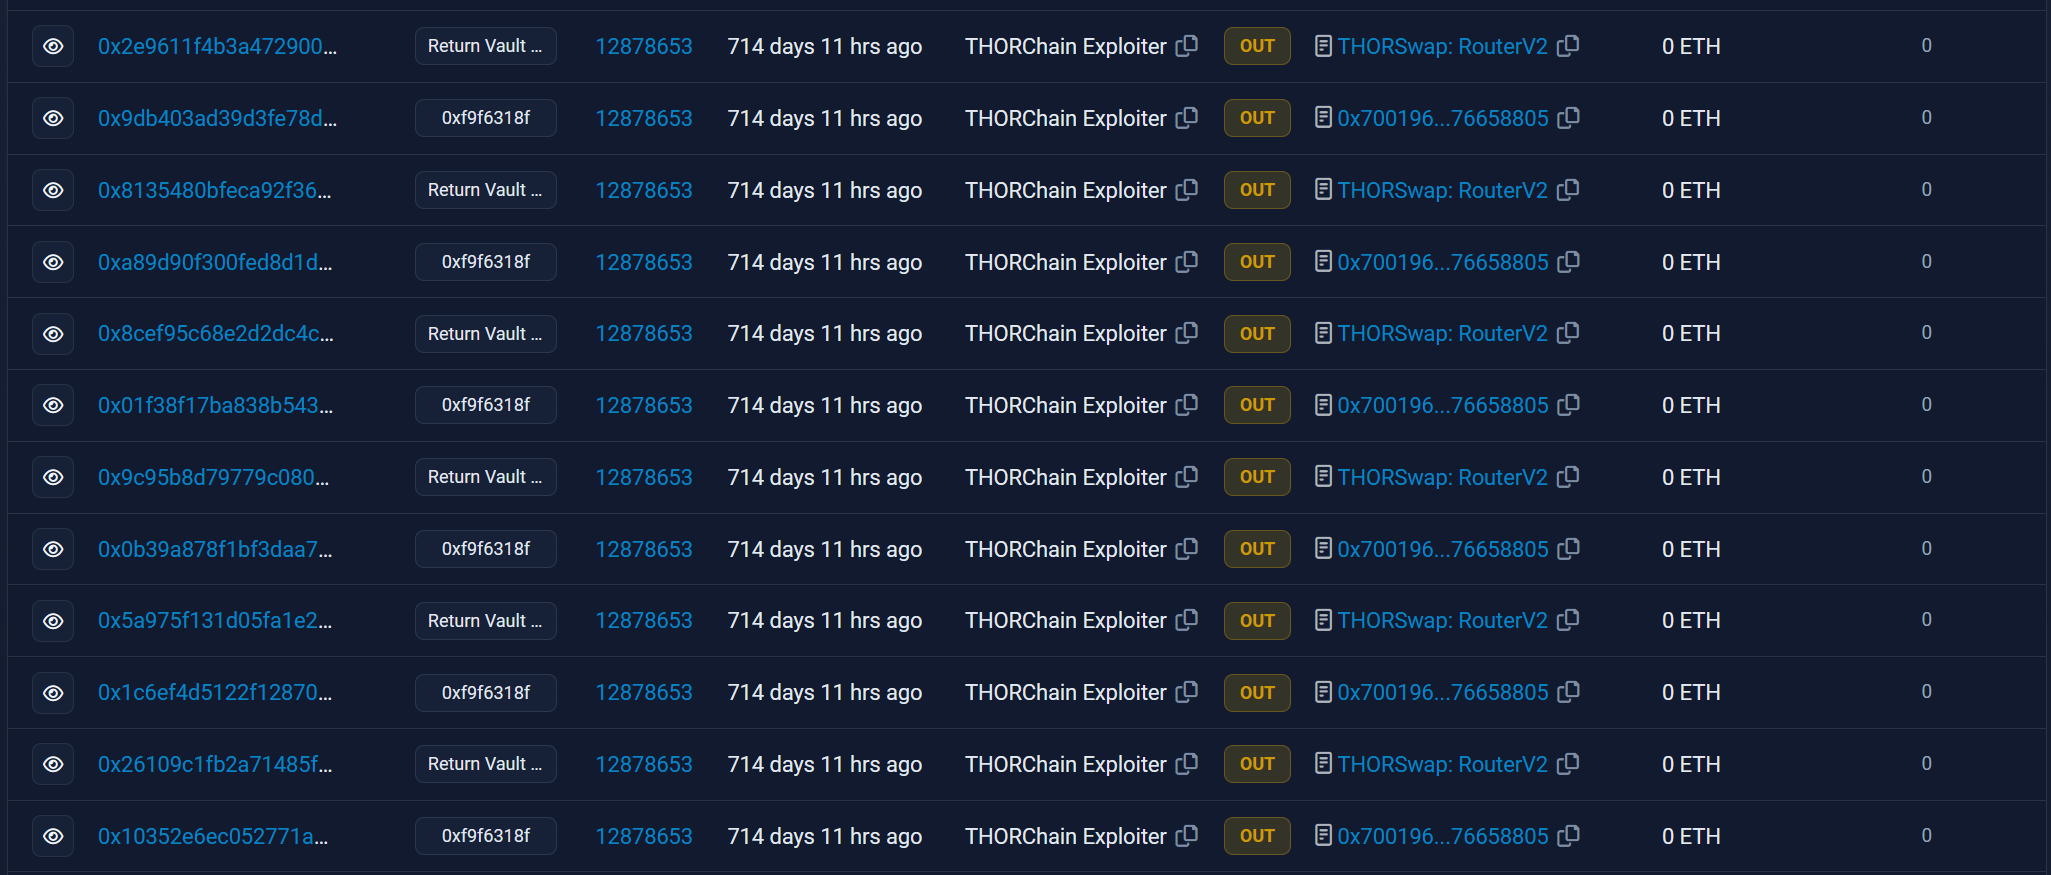 0x2e9611f4b3a472900... Return Vault ... 12878653 714 days 11 hrs ago THORChain Exploiter OUT THORSwap: RouterV2 0 ETH 0
0x9db403ad39d3fe78d... 0xf9f6318f 12878653 714 days 11 hrs ago THORChain Exploiter OUT 0x700196...76658805 0 ETH 0
0x8135480bfeca92f36... Return Vault ... 12878653 714 days 11 hrs ago THORChain Exploiter OUT THORSwap: RouterV2 0 ETH 0
0xa89d90f300fed8d1d... 0xf9f6318f 12878653 714 days 11 hrs ago THORChain Exploiter OUT 0x700196...76658805 0 ETH 0
0x8cef95c68e2d2dc4c... Return Vault ... 12878653 714 days 11 hrs ago THORChain Exploiter OUT THORSwap: RouterV2 0 ETH 0
0x01f38f17ba838b543... 0xf9f6318f 12878653 714 days 11 hrs ago THORChain Exploiter OUT 0x700196...76658805 0 ETH 0
0x9c95b8d79779c080... Return Vault ... 12878653 714 days 11 hrs ago THORChain Exploiter OUT THORSwap: RouterV2 0 ETH 0
0x0b39a878f1bf3daa7... 0xf9f6318f 12878653 714 days 11 hrs ago THORChain Exploiter OUT 0x700196...76658805 0 ETH 0
0x5a975f131d05fa1e2... Return Vault ... 12878653 714 days 11 hrs ago THORChain Exploiter OUT THORSwap: RouterV2 0 ETH 0
0x1c6ef4d5122f12870... 0xf9f6318f 12878653 714 days 11 hrs ago THORChain Exploiter OUT 0x700196...76658805 0 ETH 0
0x26109c1fb2a71485f... Return Vault ... 12878653 714 days 11 hrs ago THORChain Exploiter OUT THORSwap: RouterV2 0 ETH 0
0x10352e6ec052771a... 0xf9f6318f 12878653 714 days 11 hrs ago THORChain Exploiter OUT 0x700196...76658805 0 ETH 0